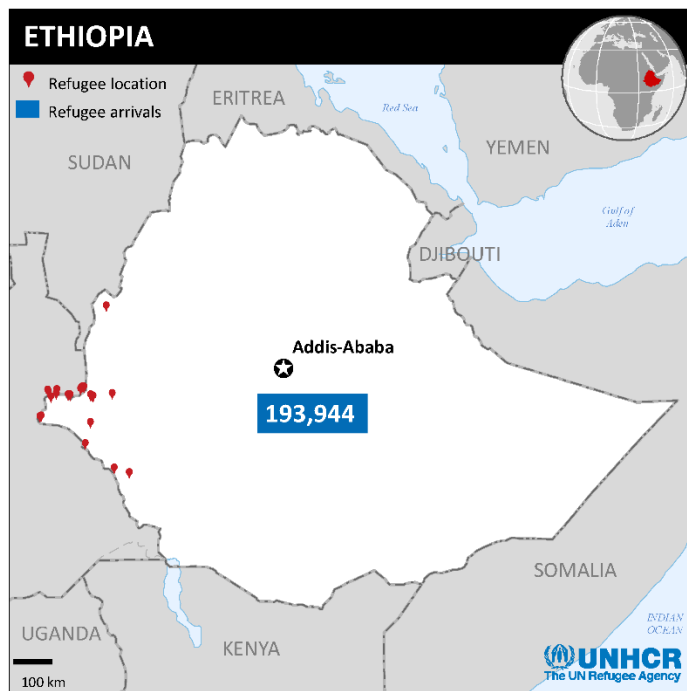 ETHIOPIA
Refugee location
Refugee arrivals
ERITREA
Red Sea
YEMEN
SUDAN
Gulf of
Aden
DJIBOUTI
Addis-Ababa
193,944
SOMALIA
INDIAN
OCEAN
UGANDA
KENYA
100 km
UNHCR
The UN Refugee Agency